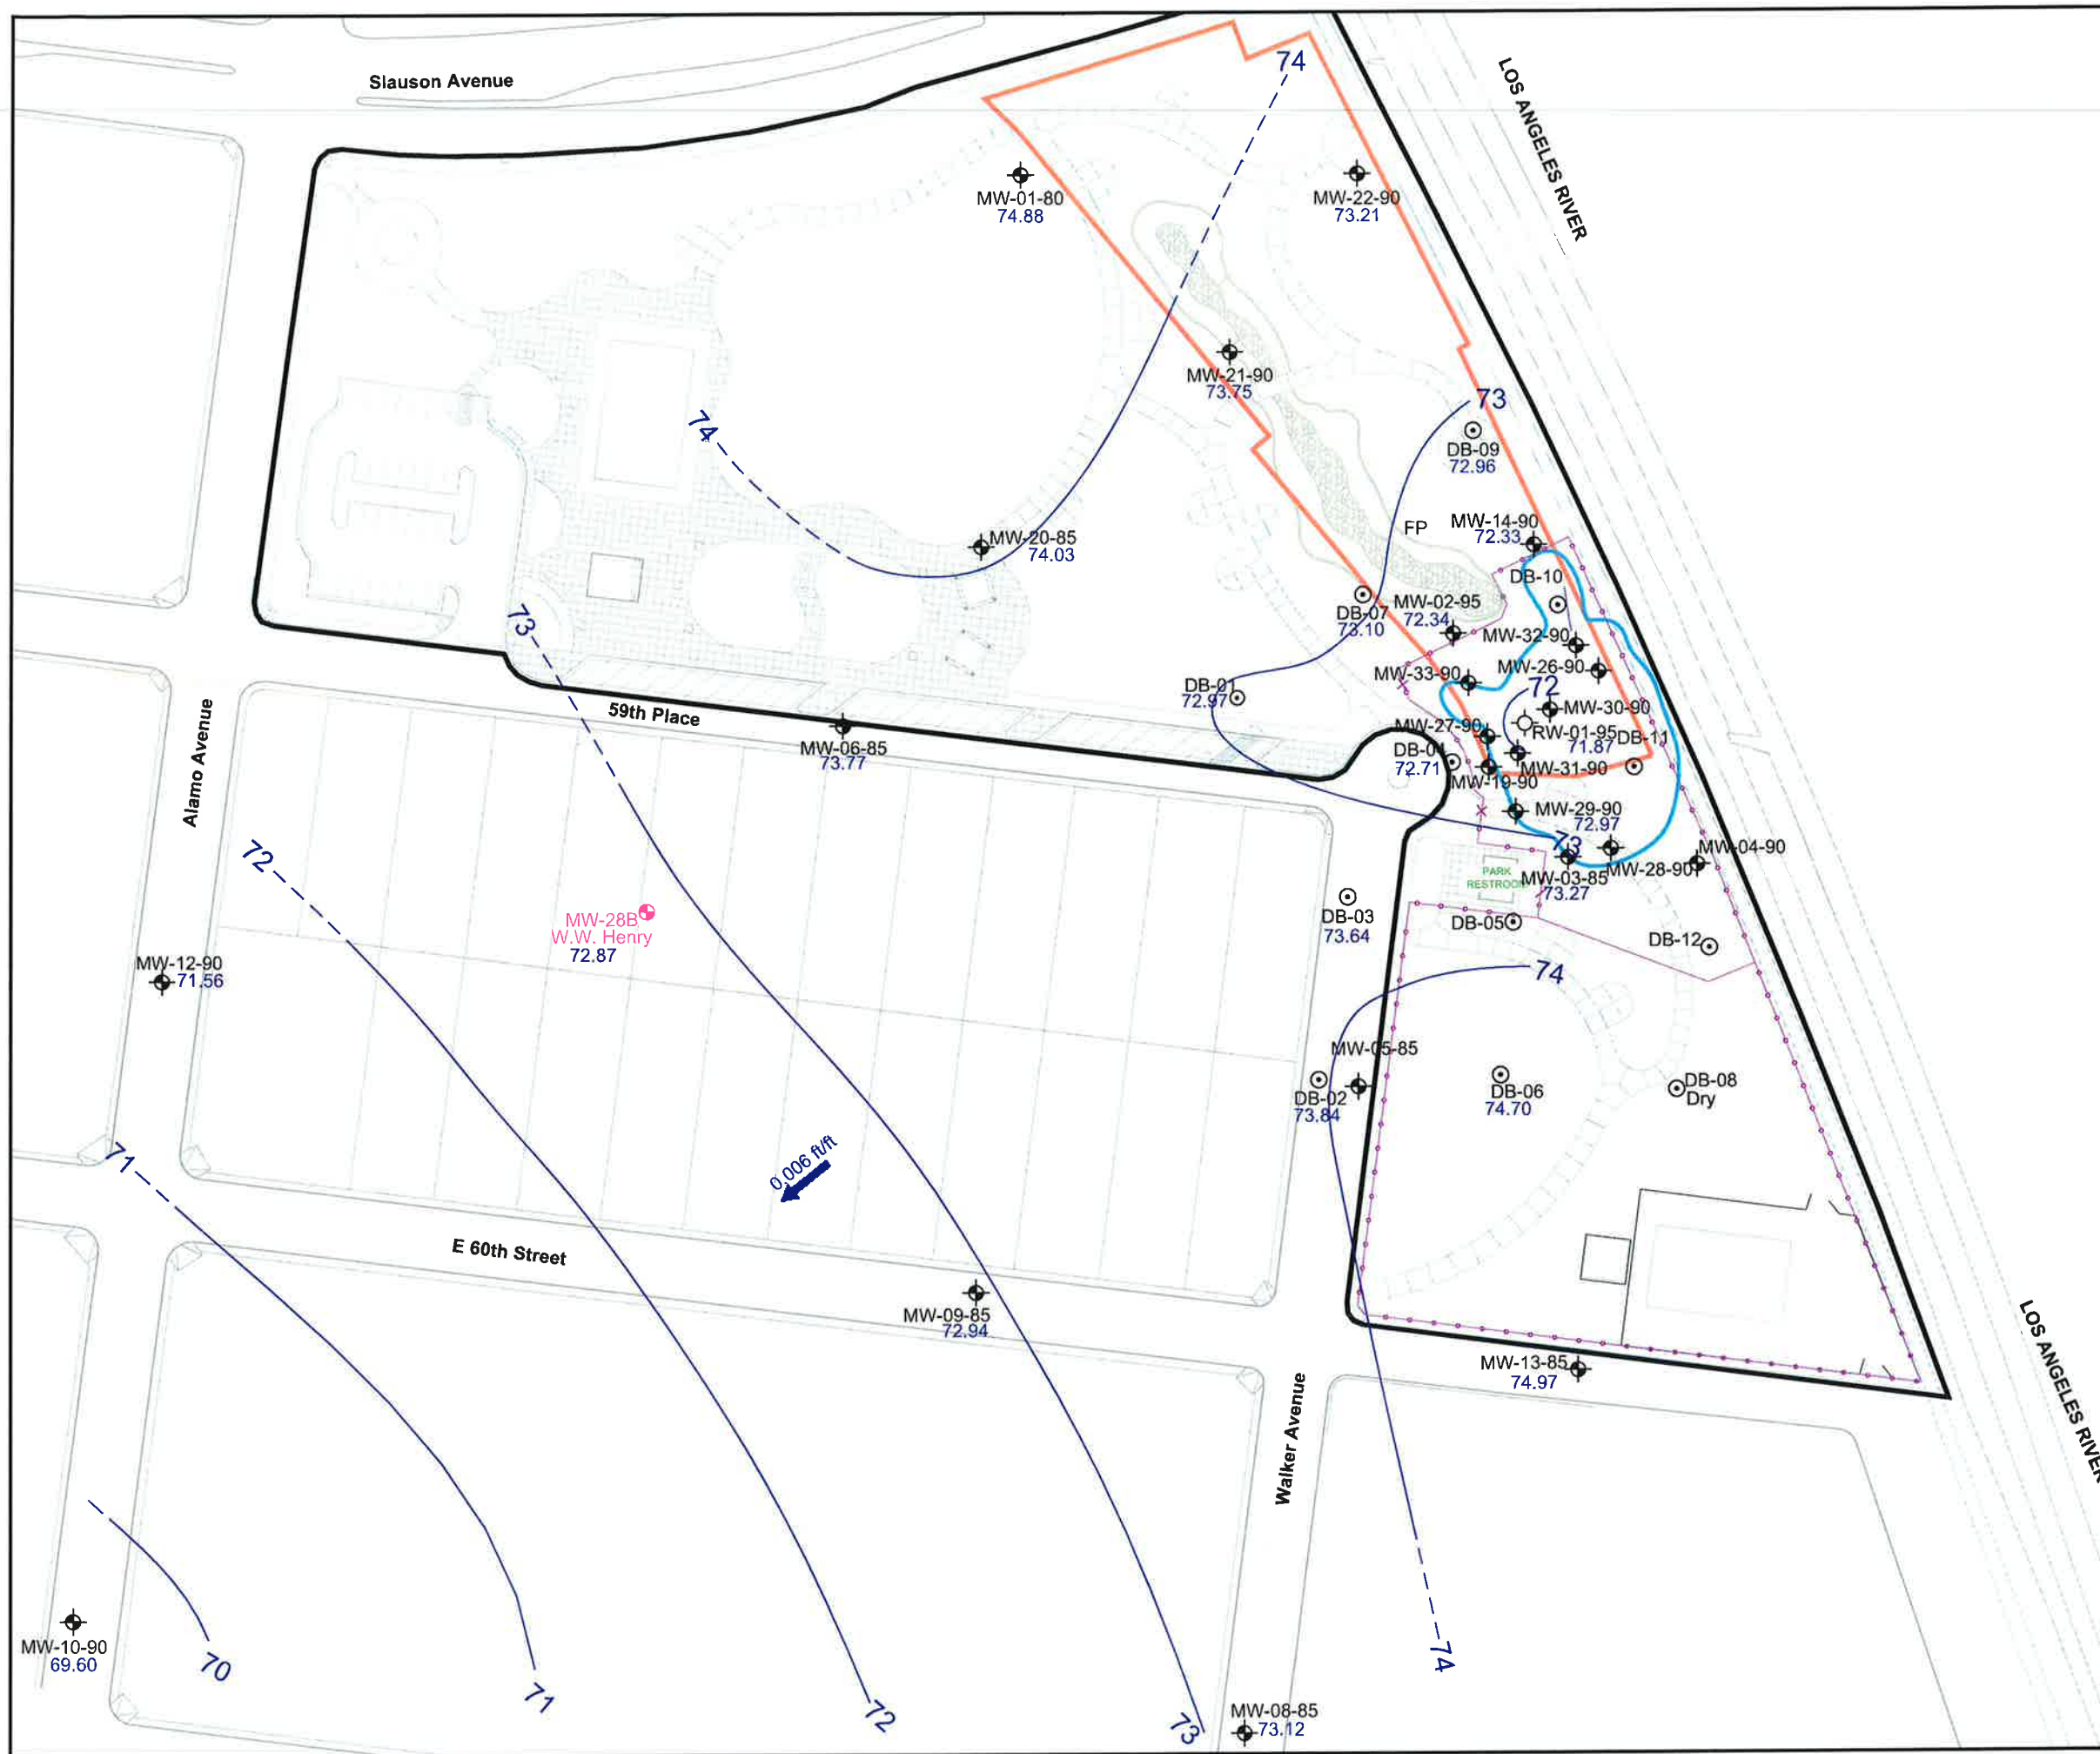 74
Slauson Avenue
LOS ANGELES RIVER
MW-01-80
74.88
MW-22-90
73.21
MW-21-90
73.75
73
74
DB-09
72.96
FP
MW-14-90
72.33
MW-20-85
74.03
DB-10
DB-07
73.10
MW-02-95
72.34
73
MW-32-90
MW-33-90
MW-26-90
DB-01
72.97
72
MW-30-90
59th Place
Alamo Avenue
MW-06-85
73.77
MW-27-90
RW-01-95
71.87
DB-11
DB-04
72.71
MW-31-90
MW-19-90
MW-29-90
72.97
73
MW-04-90
72
PARK
RESTROOM
MW-28-90
MW-03-85
73.27
MW-28B
W.W. Henry
72.87
DB-03
73.64
DB-05
DB-12
MW-12-90
71.56
74
MW-05-85
DB-02
73.84
DB-06
74.70
DB-08
Dry
71
0.006 ft/ft
E 60th Street
MW-09-85
72.94
MW-13-85
74.97
LOS ANGELES RIVER
Walker Avenue
MW-10-90
69.60
70
71
72
73
74
MW-08-85
73.12